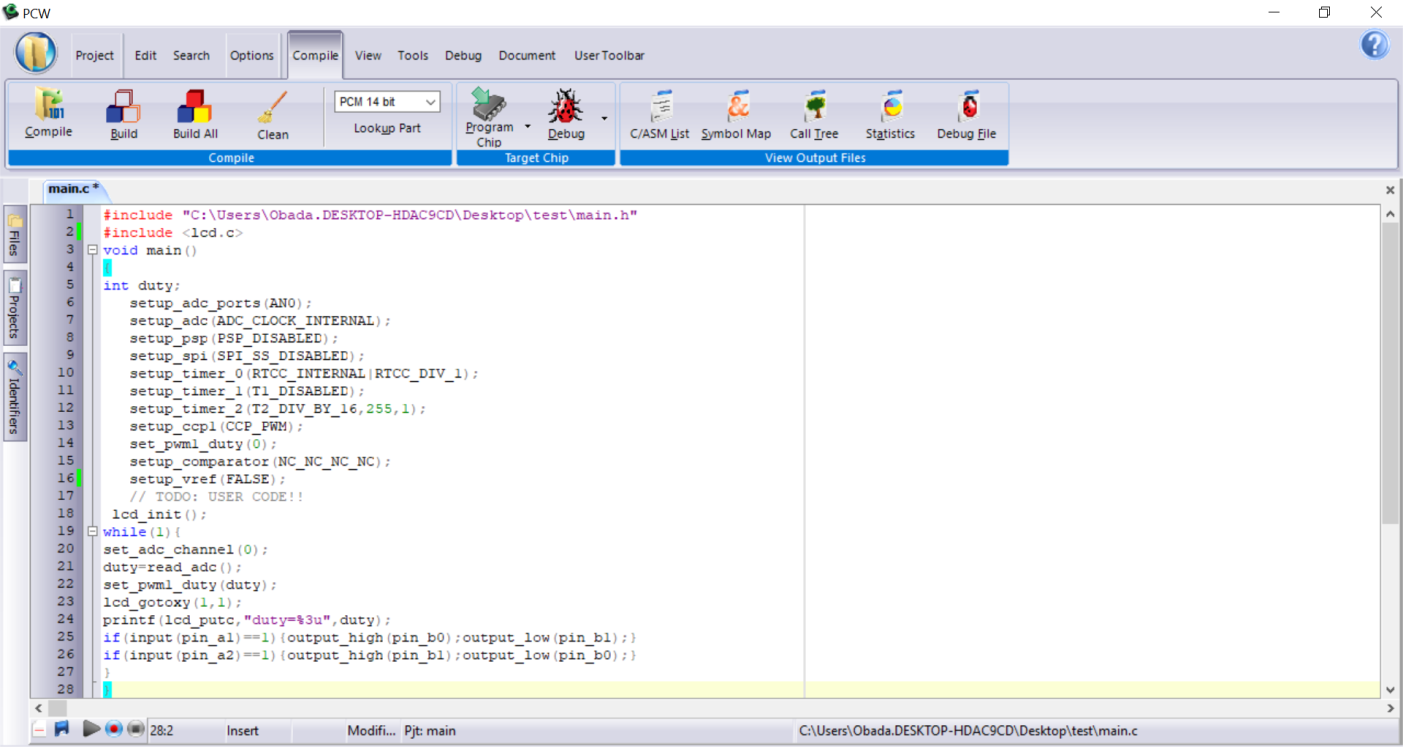 PCW
Project Edit Search Options Compile View Tools Debug Document User Toolbar
101
PCM 14 bit
Compile Build Build All Clean Lookup Part Program Chip Debug C/ASM List Symbol Map Call Tree Statistics Debug File
Compile Target Chip View Output Files
main.c *
Files
Projects
Identifiers
1 #include "C:\Users\Obada.DESKTOP-HDAC9CD\Desktop\test\main.h"
2 #include <lcd.c>
3 void main()
4 {
5 int duty;
6 setup_adc_ports(AN0);
7 setup_adc(ADC_CLOCK_INTERNAL);
8 setup_psp(PSP_DISABLED);
9 setup_spi(SPI_SS_DISABLED);
10 setup_timer_0(RTCC_INTERNAL|RTCC_DIV_1);
11 setup_timer_1(T1_DISABLED);
12 setup_timer_2(T2_DIV_BY_16,255,1);
13 setup_ccp1(CCP_PWM);
14 set_pwm1_duty(0);
15 setup_comparator(NC_NC_NC_NC);
16 setup_vref(FALSE);
17 // TODO: USER CODE!!
18 lcd_init();
19 while(1){
20 set_adc_channel(0);
21 duty=read_adc();
22 set_pwm1_duty(duty);
23 lcd_gotoxy(1,1);
24 printf(lcd_putc,"duty=%3u",duty);
25 if(input(pin_a1)==1){output_high(pin_b0);output_low(pin_b1);}
26 if(input(pin_a2)==1){output_high(pin_b1);output_low(pin_b0);}
27 }
28 }
28:2 Insert Modifi... Pjt: main C:\Users\Obada.DESKTOP-HDAC9CD\Desktop\test\main.c